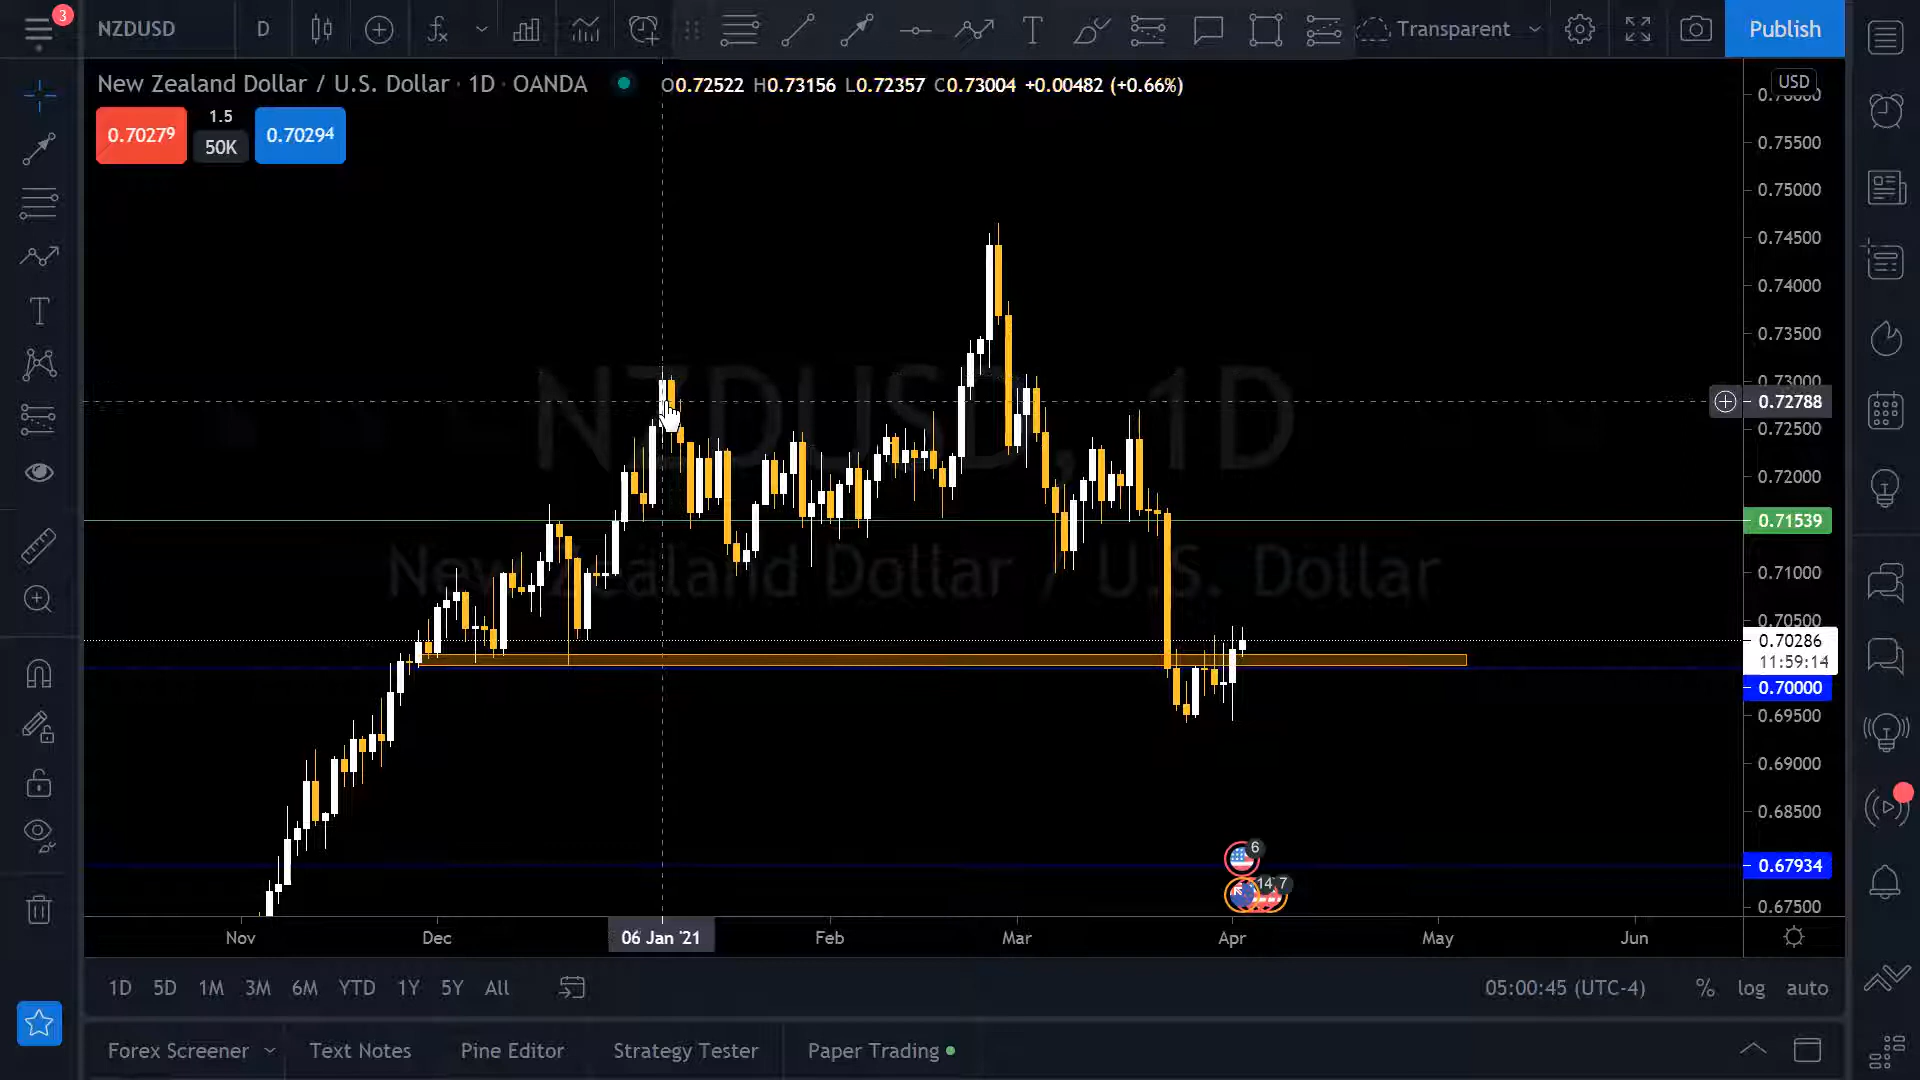 3
NZDUSD D Transparent Publish
New Zealand Dollar / U.S. Dollar · 1D · OANDA O0.72522 H0.73156 L0.72357 C0.73004 +0.00482 (+0.66%)
USD
0.70279 1.5 50K 0.70294
0.75500
0.75000
0.74500
0.74000
0.73500
0.73000
0.72788
0.72500
0.72000
0.71539
0.71000
0.70500
0.70286
11:59:14
0.70000
0.69500
0.69000
0.68500
0.67934
0.67500
NZDUSD, 1D
New Zealand Dollar / U.S. Dollar
6
14 7
Nov Dec 06 Jan '21 Feb Mar Apr May Jun
1D 5D 1M 3M 6M YTD 1Y 5Y All 05:00:45 (UTC-4) % log auto
Forex Screener Text Notes Pine Editor Strategy Tester Paper Trading